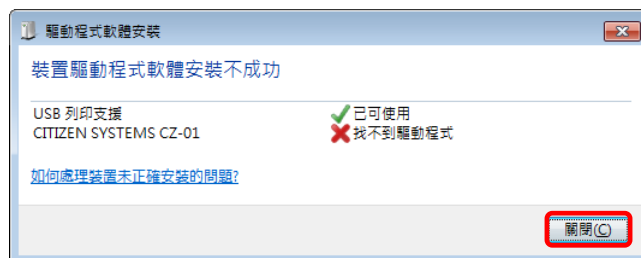 驅動程式軟體安裝
裝置驅動程式軟體安裝不成功
USB 列印支援 已可使用
CITIZEN SYSTEMS CZ-01 找不到驅動程式
如何處理裝置未正確安裝的問題?
關閉(C)